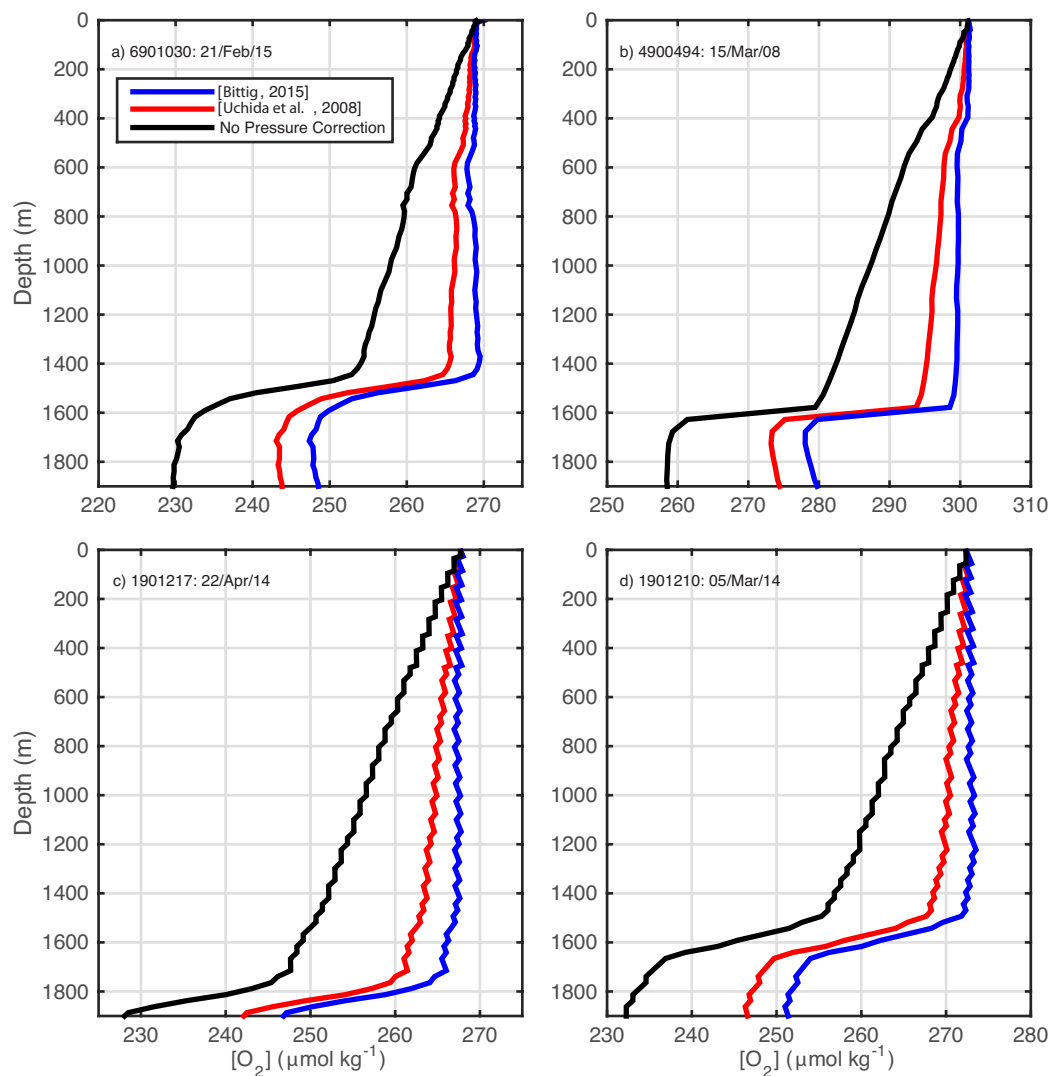 a) 6901030: 21/Feb/15
[Bittig, 2015]
[Uchida et al. , 2008]
No Pressure Correction
Depth (m)
0
200
400
600
800
1000
1200
1400
1600
1800
220 230 240 250 260 270
b) 4900494: 15/Mar/08
0
200
400
600
800
1000
1200
1400
1600
1800
250 260 270 280 290 300 310
c) 1901217: 22/Apr/14
Depth (m)
0
200
400
600
800
1000
1200
1400
1600
1800
230 240 250 260 270
[O₂] (μmol kg⁻¹)
d) 1901210: 05/Mar/14
0
200
400
600
800
1000
1200
1400
1600
1800
230 240 250 260 270 280
[O₂] (μmol kg⁻¹)